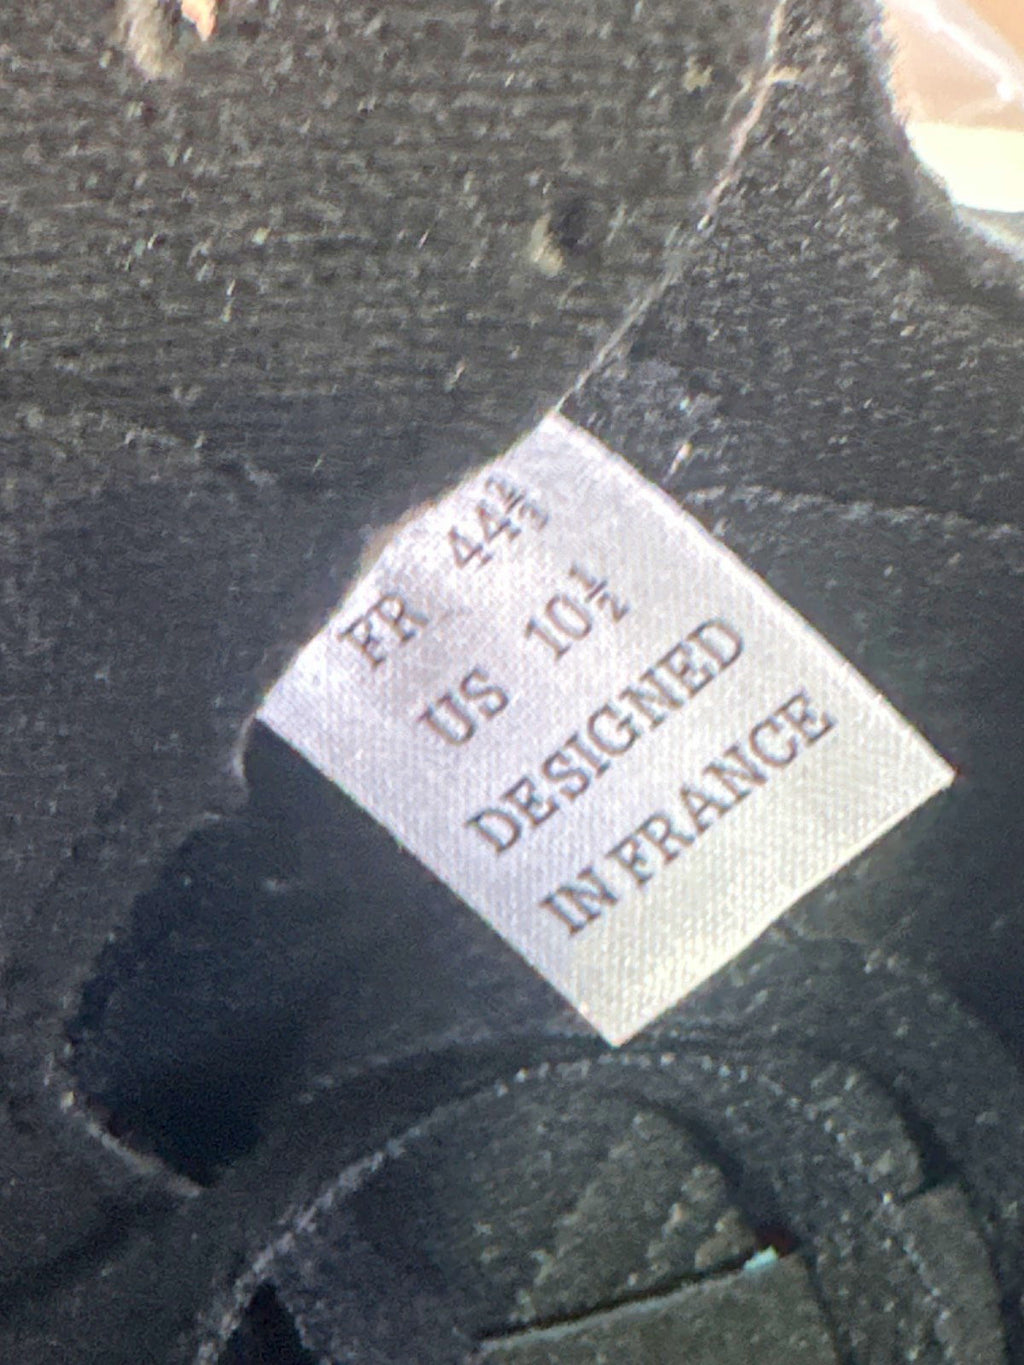 FR 44⅔
US 10½
DESIGNED
IN FRANCE